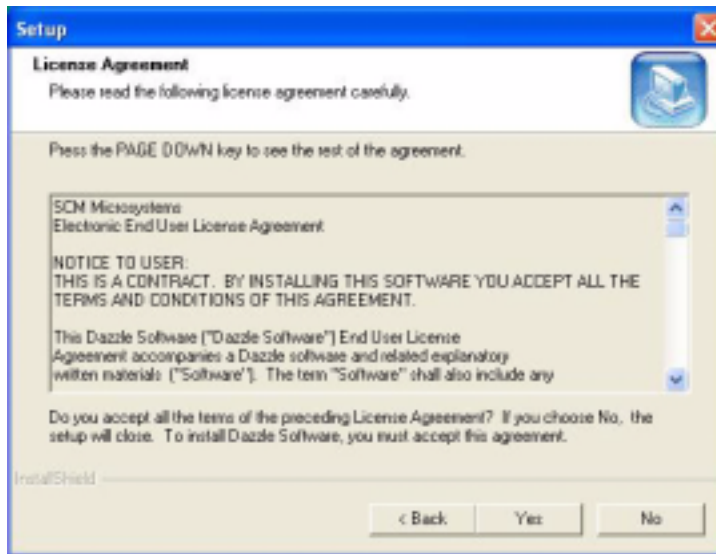 Setup
License Agreement
Please read the following license agreement carefully.
Press the PAGE DOWN key to see the rest of the agreement.
SCM Microsystems
Electronic End User License Agreement
NOTICE TO USER:
THIS IS A CONTRACT. BY INSTALLING THIS SOFTWARE YOU ACCEPT ALL THE
TERMS AND CONDITIONS OF THIS AGREEMENT.
This Dazzle Software ("Dazzle Software") End User License
Agreement accompanies a Dazzle software and related explanatory
written materials ("Software"). The term "Software" shall also include any
Do you accept all the terms of the preceding License Agreement? If you choose No, the
setup will close. To install Dazzle Software, you must accept this agreement.
InstallShield
< Back
Yes
No